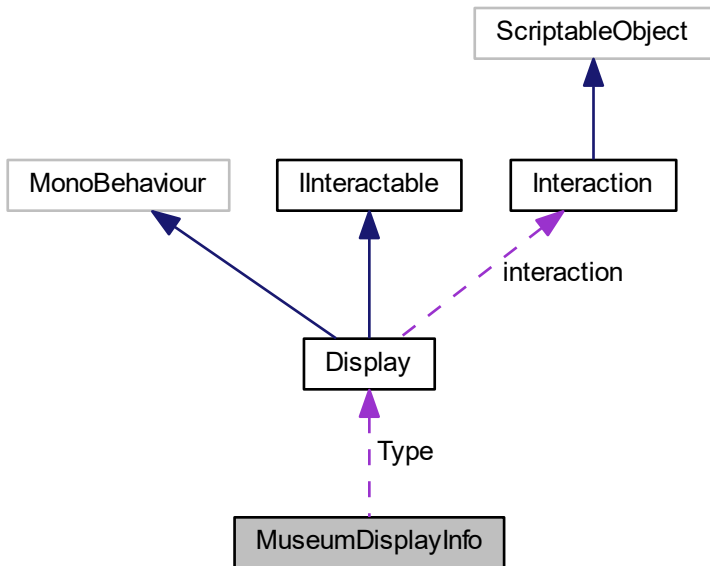 ScriptableObject
MonoBehaviour
IInteractable
Interaction
interaction
Display
Type
MuseumDisplayInfo